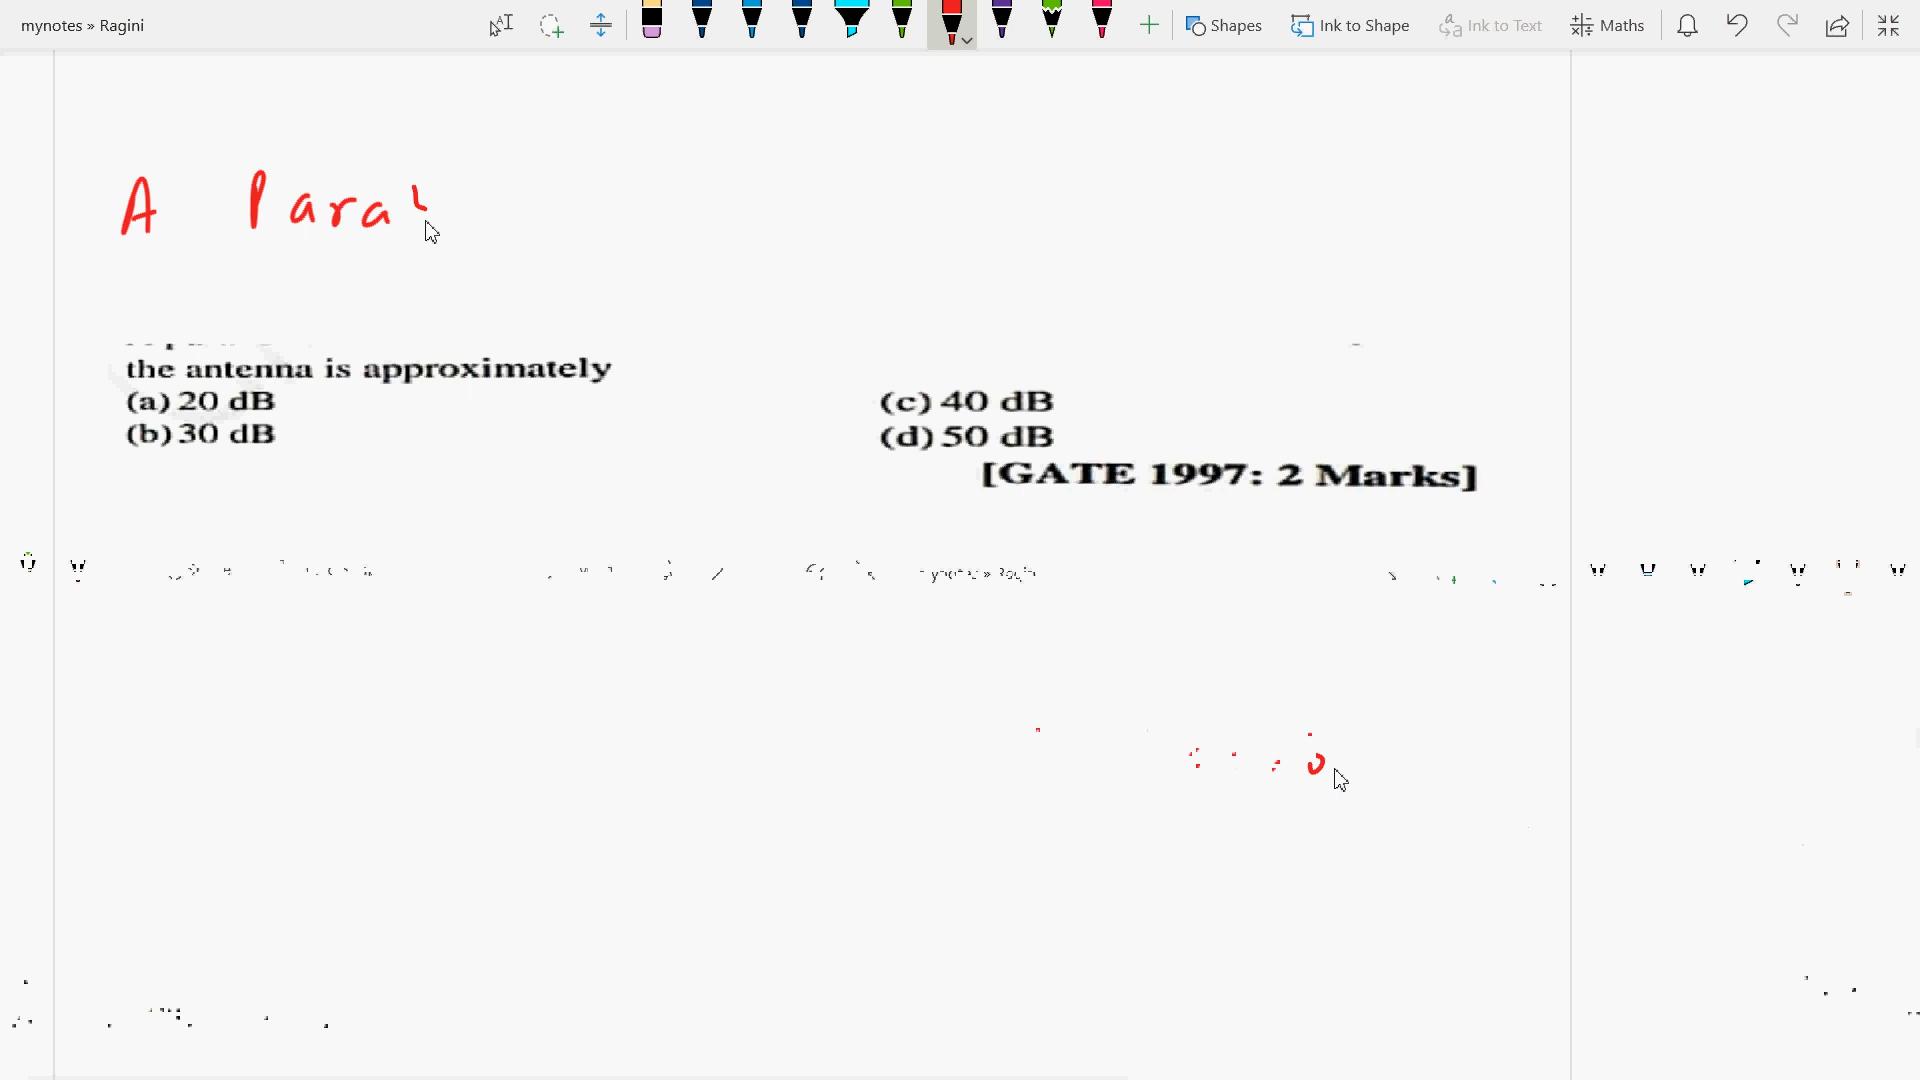 mynotes » Ragini
Shapes
Ink to Shape
Ink to Text
Maths
A Para
the antenna is approximately
(a) 20 dB
(c) 40 dB
(b) 30 dB
(d) 50 dB
[GATE 1997: 2 Marks]